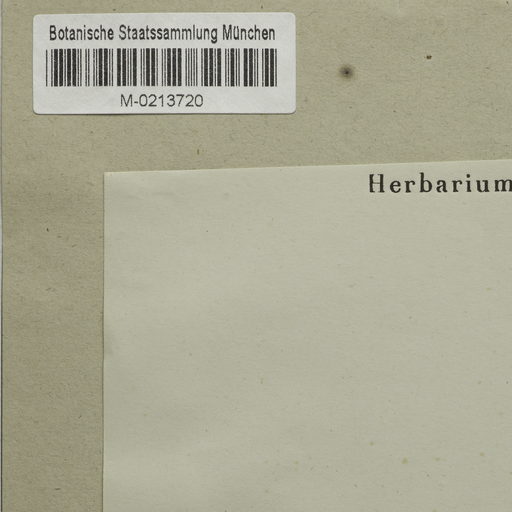 Botanische Staatssammlung München
M-0213720
Herbarium